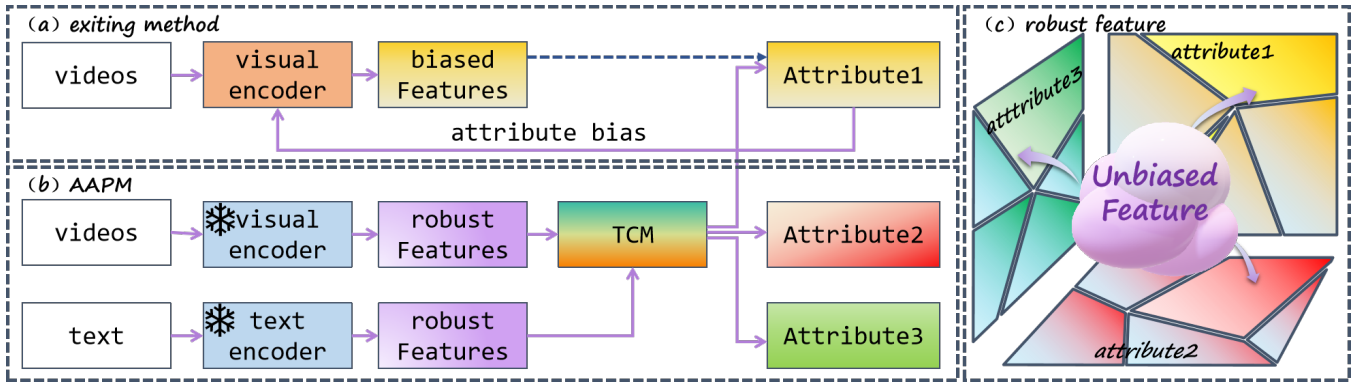 (a) exiting method
videos
visual
encoder
biased
Features
Attribute1
attribute bias
(b) AAPM
videos
visual
encoder
robust
Features
TCM
Attribute2
text
text
encoder
robust
Features
Attribute3
(c) robust feature
attribute1
atttribute3
Unbiased
Feature
attribute2